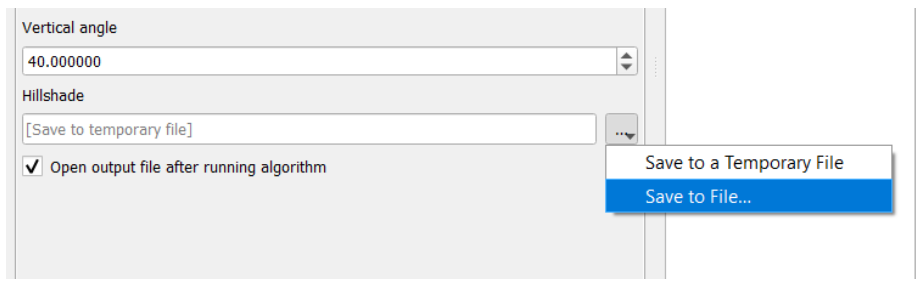 Vertical angle
40.000000
Hillshade
[Save to temporary file]
...
Open output file after running algorithm
Save to a Temporary File
Save to File...